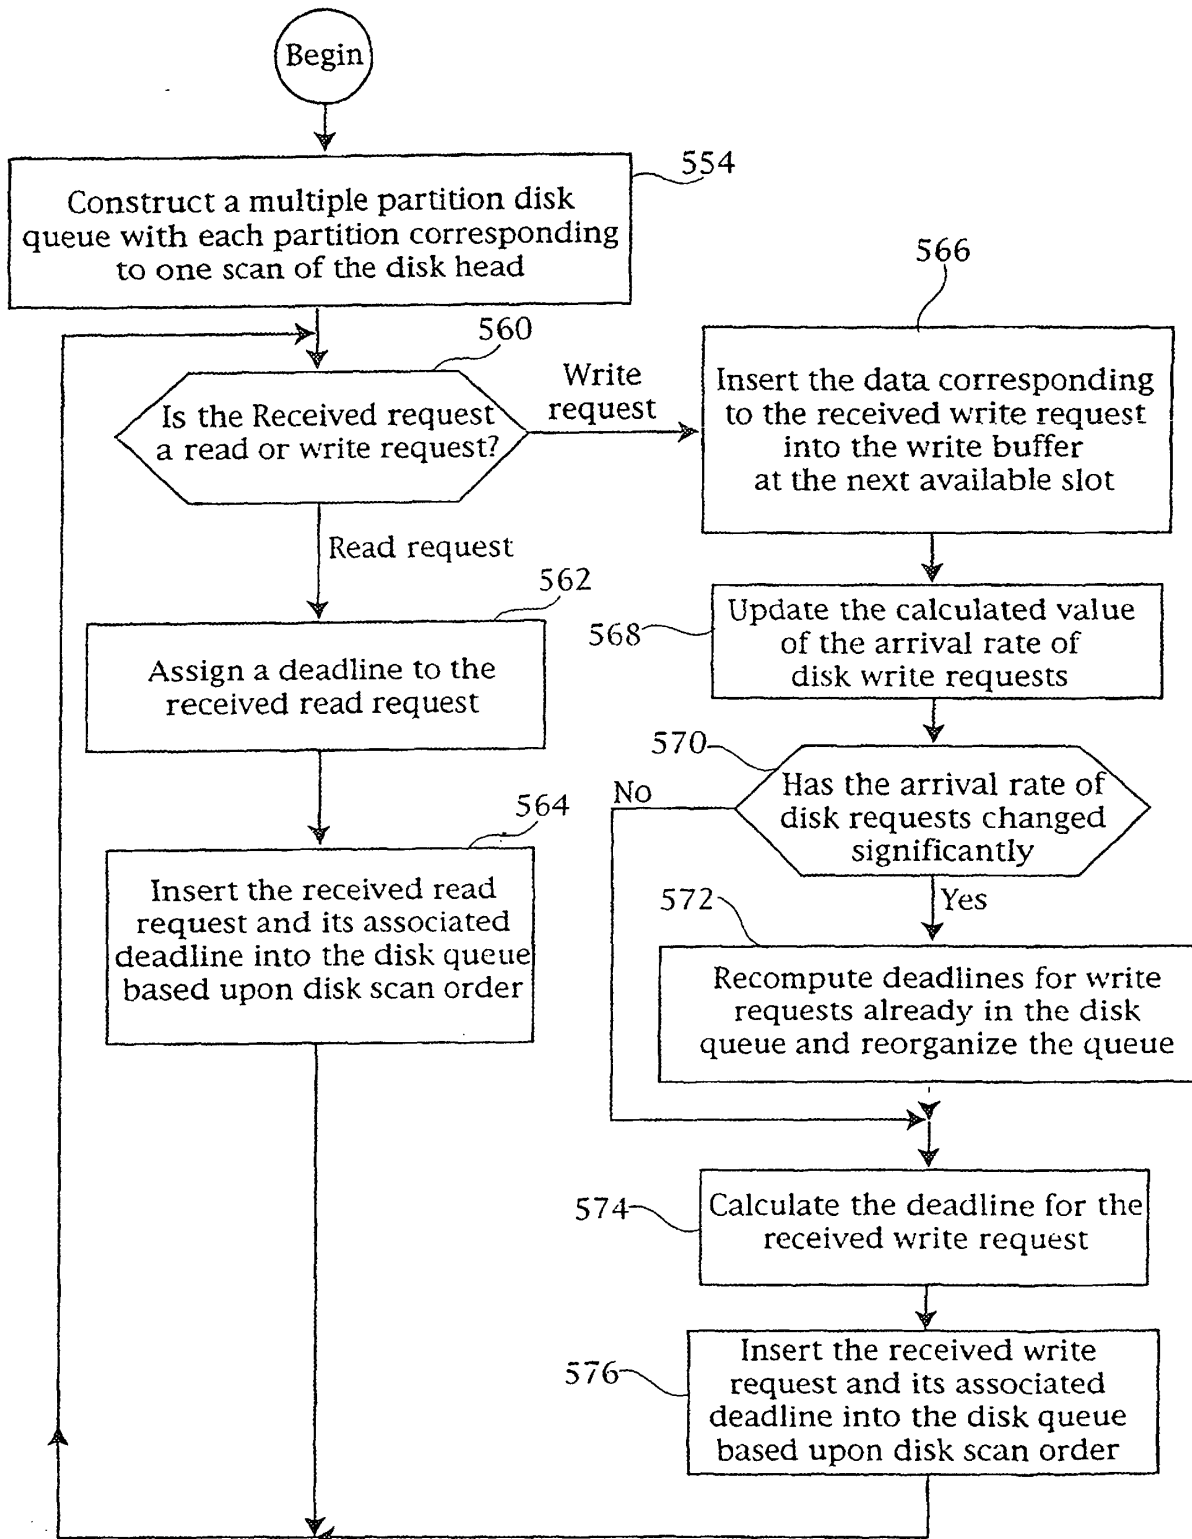 Begin
554
Construct a multiple partition disk
queue with each partition corresponding
to one scan of the disk head
560
Is the Received request
a read or write request?
Write
request
566
Insert the data corresponding
to the received write request
into the write buffer
at the next available slot
Read request
562
Assign a deadline to the
received read request
564
Insert the received read
request and its associated
deadline into the disk queue
based upon disk scan order
568
Update the calculated value
of the arrival rate of
disk write requests
570
Has the arrival rate of
disk requests changed
significantly
No
Yes
572
Recompute deadlines for write
requests already in the disk
queue and reorganize the queue
574
Calculate the deadline for the
received write request
576
Insert the received write
request and its associated
deadline into the disk queue
based upon disk scan order